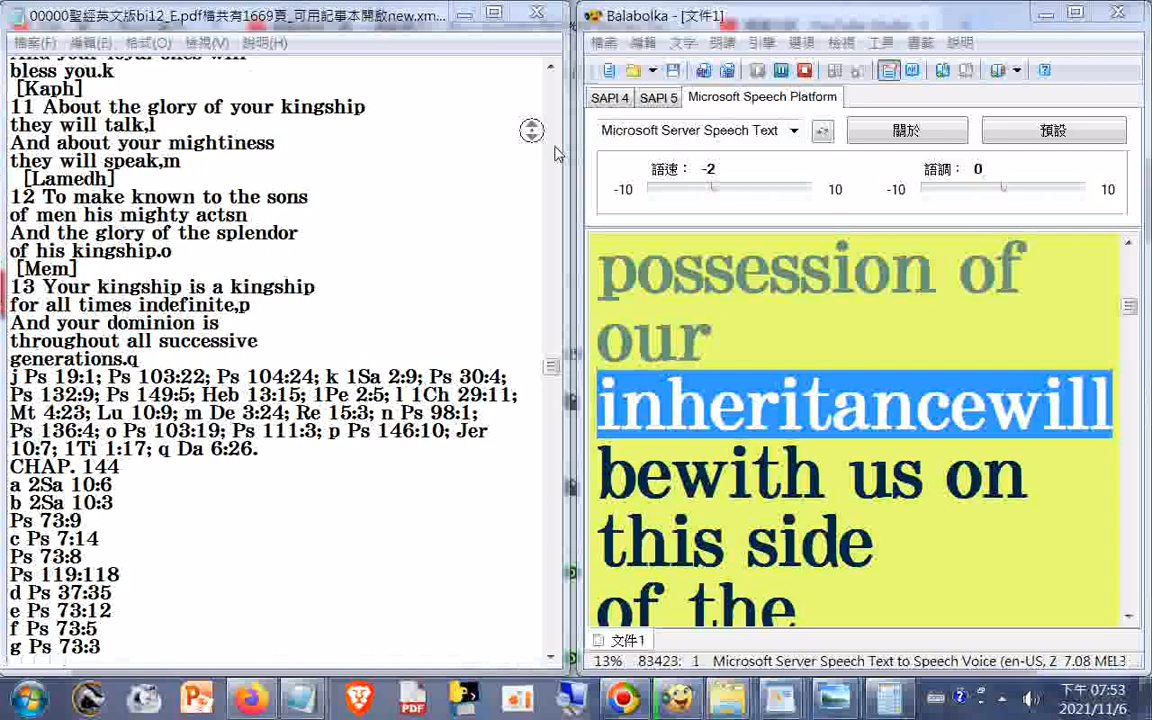 00000聖經英文版bi12_E.pdf檔共有1669頁_可用記事本開啟new.xm...
檔案(F) 編輯(E) 格式(O) 檢視(V) 說明(H)
bless you.k
[Kaph]
11 About the glory of your kingship
they will talk,l
And about your mightiness
they will speak,m
[Lamedh]
12 To make known to the sons
of men his mighty actsn
And the glory of the splendor
of his kingship.o
[Mem]
13 Your kingship is a kingship
for all times indefinite,p
And your dominion is
throughout all successive
generations.q
j Ps 19:1; Ps 103:22; Ps 104:24; k 1Sa 2:9; Ps 30:4;
Ps 132:9; Ps 149:5; Heb 13:15; 1Pe 2:5; l 1Ch 29:11;
Mt 4:23; Lu 10:9; m De 3:24; Re 15:3; n Ps 98:1;
Ps 136:4; o Ps 103:19; Ps 111:3; p Ps 146:10; Jer
10:7; 1Ti 1:17; q Da 6:26.
CHAP. 144
a 2Sa 10:6
b 2Sa 10:3
Ps 73:9
c Ps 7:14
Ps 73:8
Ps 119:118
d Ps 37:35
e Ps 73:12
f Ps 73:5
g Ps 73:3
Balabolka - [文件1]
檔案 編輯 文字 朗讀 引擎 選項 檢視 工具 書籤 說明
SAPI 4 SAPI 5 Microsoft Speech Platform
Microsoft Server Speech Text 關於 預設
語速： -2 語調： 0
-10 10 -10 10
possession of
our
inheritancewill
bewith us on
this side
of the
文件1
13% 83423: 1 Microsoft Server Speech Text to Speech Voice (en-US, Z 7.08 MEL3
PDF
下午 07:53
2021/11/6